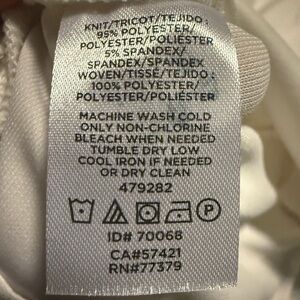 KNIT/TRICOT/TEJIDO:
95% POLYESTER/
POLYESTER/POLIÉSTER
5% SPANDEX/
SPANDEX/SPANDEX
WOVEN/TISSÉ/TEJIDO:
100% POLYESTER/
POLYESTER/POLIÉSTER
MACHINE WASH COLD
ONLY NON-CHLORINE
BLEACH WHEN NEEDED
TUMBLE DRY LOW
COOL IRON IF NEEDED
OR DRY CLEAN
479282
P
ID# 70068
CA#57421
RN#77379